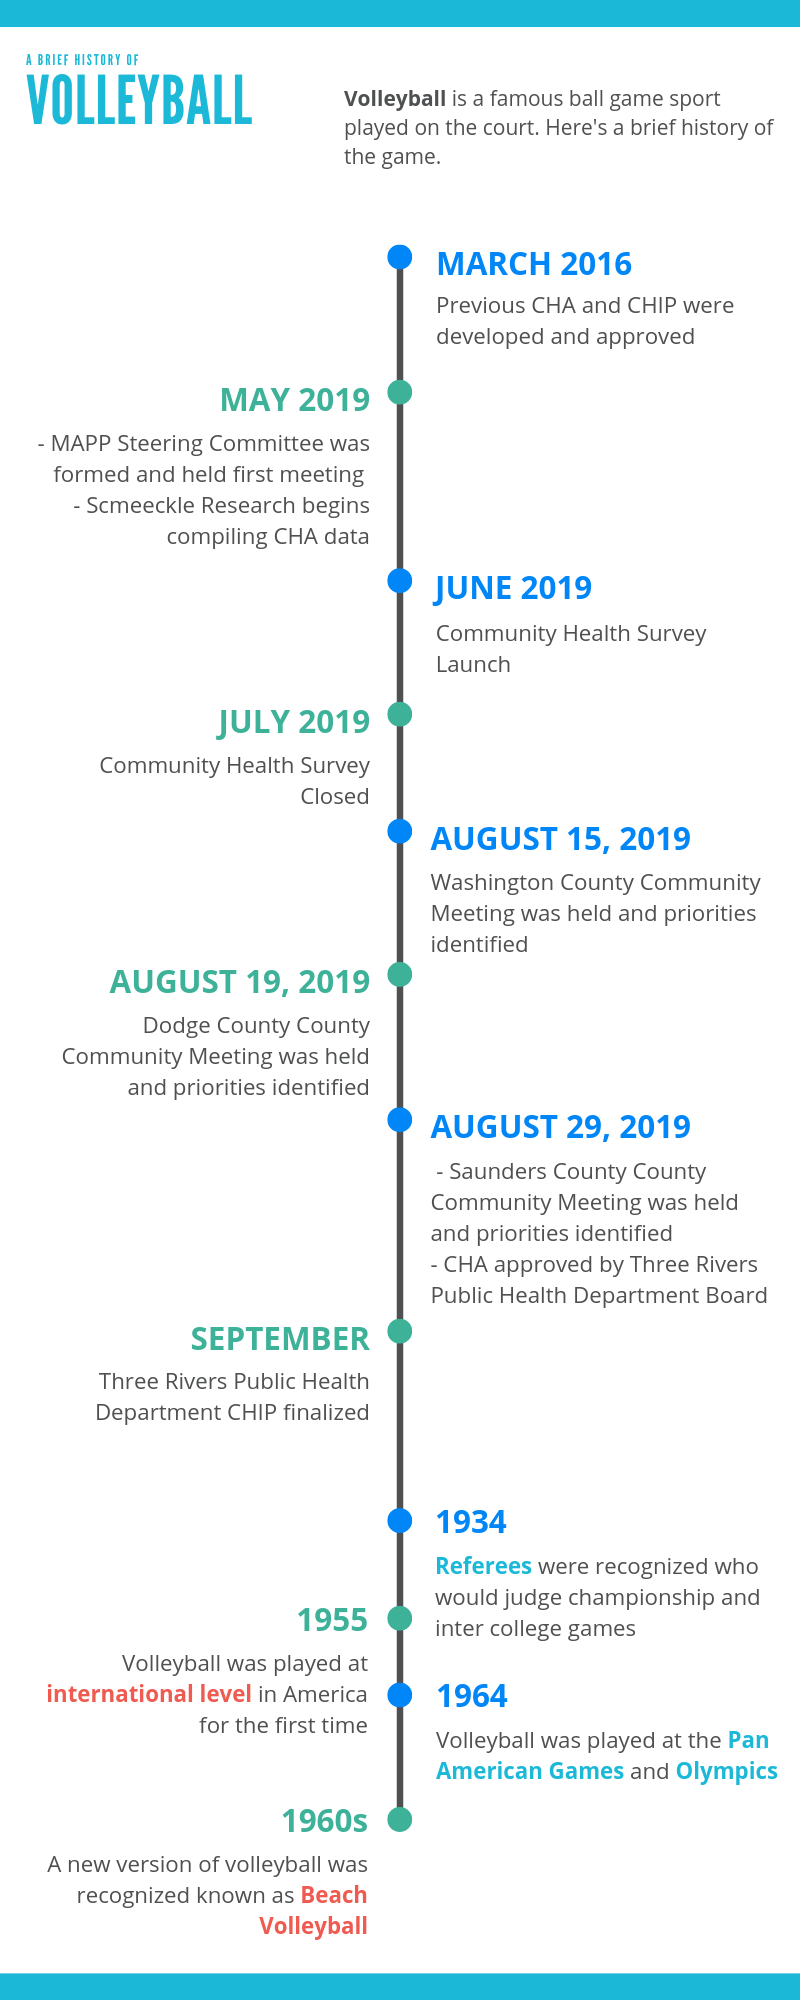 A BRIEF HISTORY OF
VOLLEYBALL
Volleyball is a famous ball game sport
played on the court. Here's a brief history of
the game.
MARCH 2016
Previous CHA and CHIP were
developed and approved
MAY 2019
- MAPP Steering Committee was
formed and held first meeting
- Scmeeckle Research begins
compiling CHA data
JUNE 2019
Community Health Survey
Launch
JULY 2019
Community Health Survey
Closed
AUGUST 15, 2019
Washington County Community
Meeting was held and priorities
identified
AUGUST 19, 2019
Dodge County County
Community Meeting was held
and priorities identified
AUGUST 29, 2019
- Saunders County County
Community Meeting was held
and priorities identified
- CHA approved by Three Rivers
Public Health Department Board
SEPTEMBER
Three Rivers Public Health
Department CHIP finalized
1934
Referees were recognized who
would judge championship and
inter college games
1955
Volleyball was played at
international level in America
for the first time
1964
Volleyball was played at the Pan
American Games and Olympics
1960s
A new version of volleyball was
recognized known as Beach
Volleyball